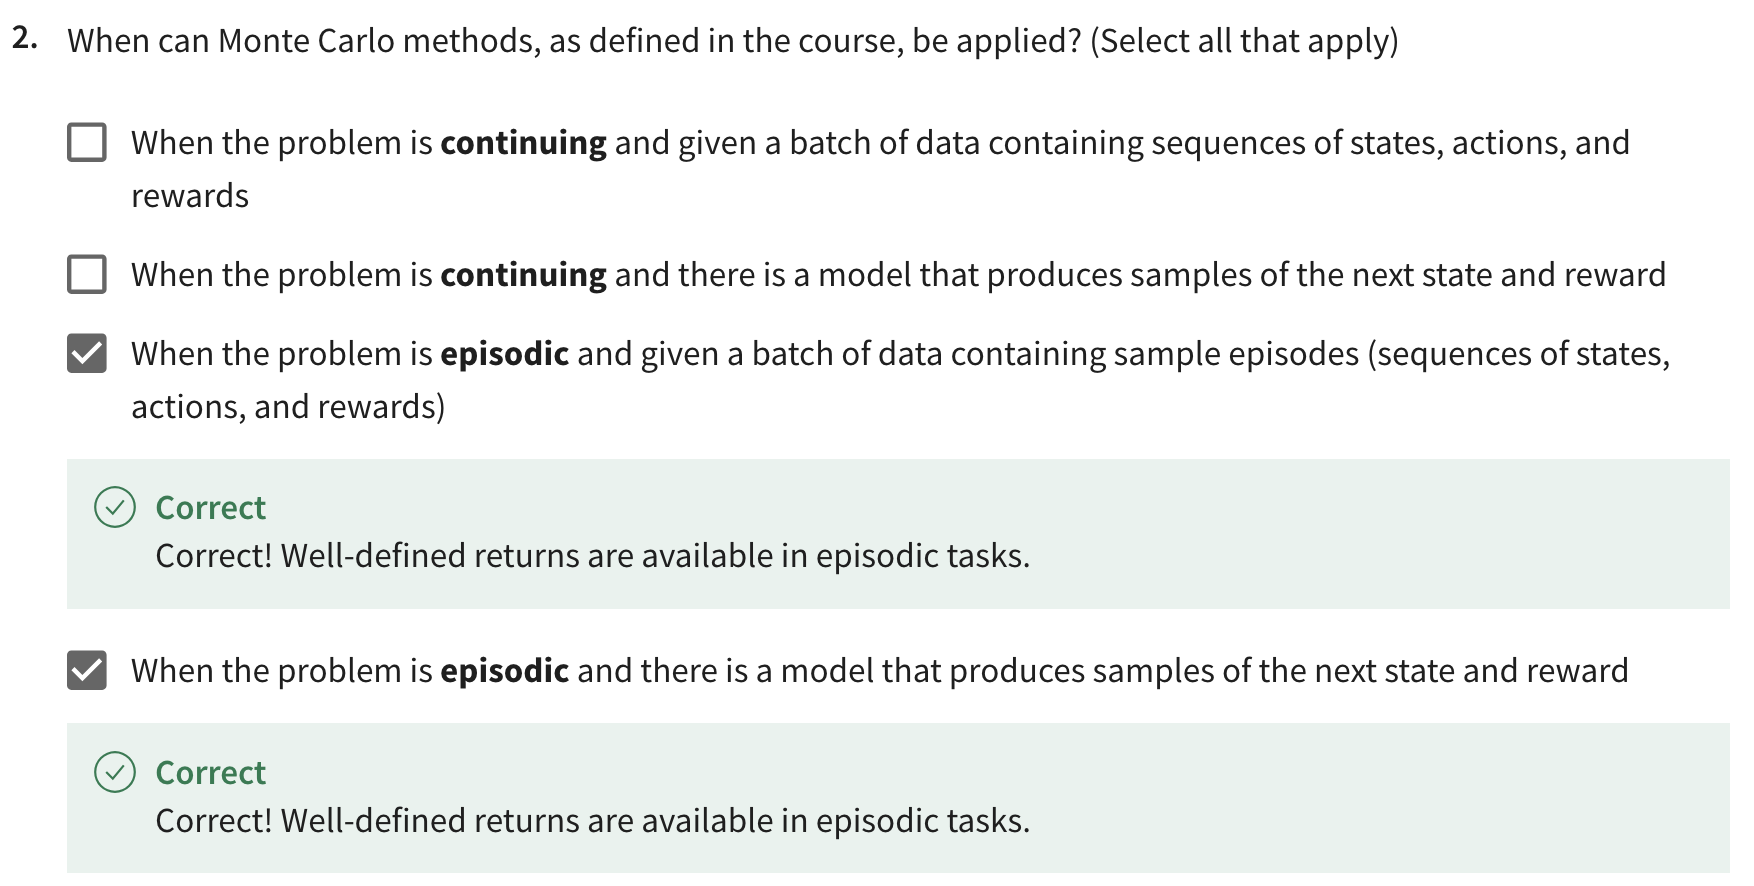 2. When can Monte Carlo methods, as defined in the course, be applied? (Select all that apply)
When the problem is continuing and given a batch of data containing sequences of states, actions, and
rewards
When the problem is continuing and there is a model that produces samples of the next state and reward
When the problem is episodic and given a batch of data containing sample episodes (sequences of states,
actions, and rewards)
Correct
Correct! Well-defined returns are available in episodic tasks.
When the problem is episodic and there is a model that produces samples of the next state and reward
Correct
Correct! Well-defined returns are available in episodic tasks.